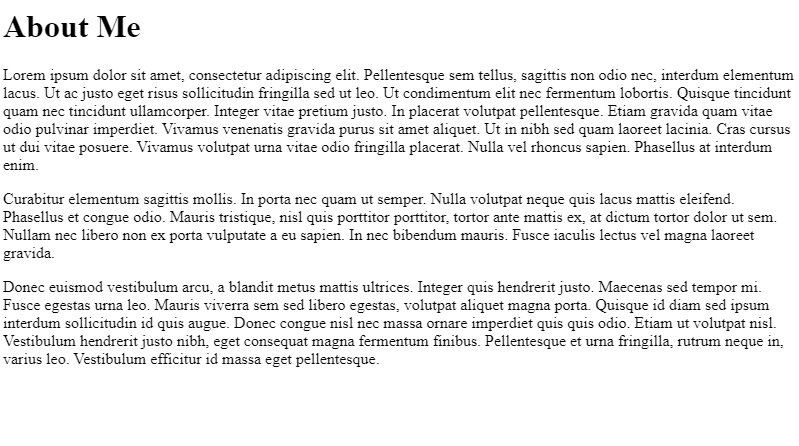 About Me
Lorem ipsum dolor sit amet, consectetur adipiscing elit. Pellentesque sem tellus, sagittis non odio nec, interdum elementum
lacus. Ut ac justo eget risus sollicitudin fringilla sed ut leo. Ut condimentum elit nec fermentum lobortis. Quisque tincidunt
quam nec tincidunt ullamcorper. Integer vitae pretium justo. In placerat volutpat pellentesque. Etiam gravida quam vitae
odio pulvinar imperdiet. Vivamus venenatis gravida purus sit amet aliquet. Ut in nibh sed quam laoreet lacinia. Cras cursus
ut dui vitae posuere. Vivamus volutpat urna vitae odio fringilla placerat. Nulla vel rhoncus sapien. Phasellus at interdum
enim.
Curabitur elementum sagittis mollis. In porta nec quam ut semper. Nulla volutpat neque quis lacus mattis eleifend.
Phasellus et congue odio. Mauris tristique, nisl quis porttitor porttitor, tortor ante mattis ex, at dictum tortor dolor ut sem.
Nullam nec libero non ex porta vulputate a eu sapien. In nec bibendum mauris. Fusce iaculis lectus vel magna laoreet
gravida.
Donec euismod vestibulum arcu, a blandit metus mattis ultrices. Integer quis hendrerit justo. Maecenas sed tempor mi.
Fusce egestas urna leo. Mauris viverra sem sed libero egestas, volutpat aliquet magna porta. Quisque id diam sed ipsum
interdum sollicitudin id quis augue. Donec congue nisl nec massa ornare imperdiet quis quis odio. Etiam ut volutpat nisl.
Vestibulum hendrerit justo nibh, eget consequat magna fermentum finibus. Pellentesque et urna fringilla, rutrum neque in,
varius leo. Vestibulum efficitur id massa eget pellentesque.